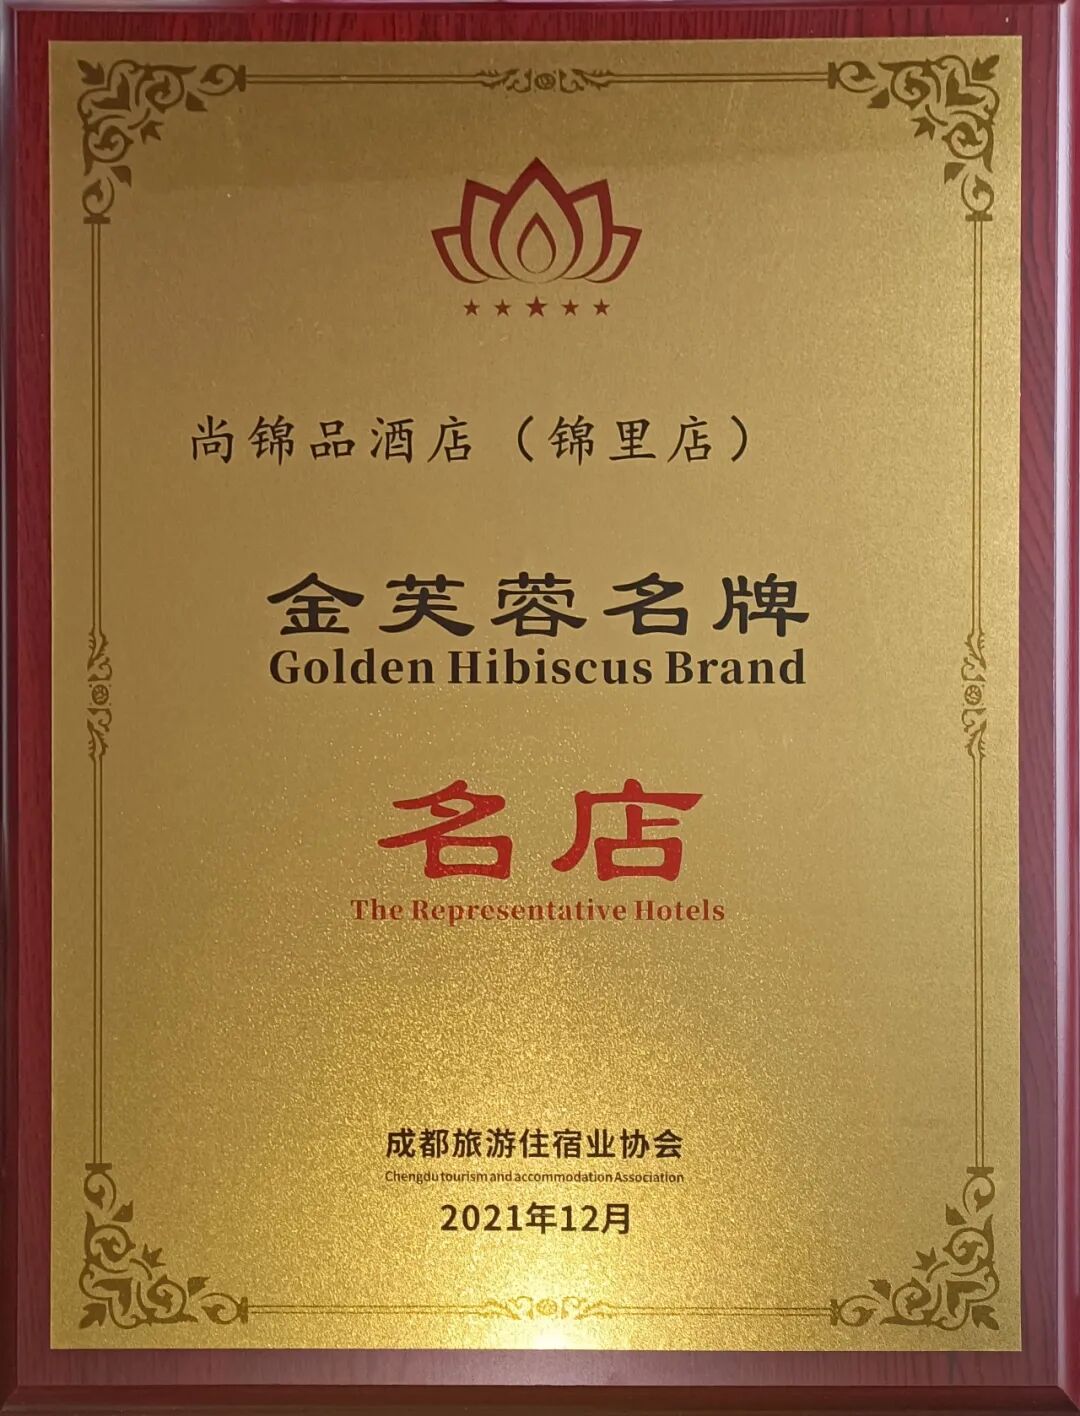 尚锦品酒店（锦里店）
金芙蓉名牌
Golden Hibiscus Brand
名店
The Representative Hotels
成都旅游住宿业协会
Chengdu tourism and accommodation Association
2021年12月